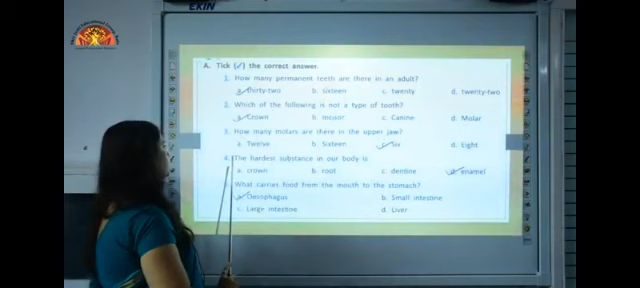 EKIN
A. Tick (✓) the correct answer.
1. How many permanent teeth are there in an adult?
a. Thirty-two b. Sixteen c. twenty d. twenty-two
2. Which of the following is not a type of tooth?
a. Crown b. Incisor c. Canine d. Molar
3. How many molars are there in the upper jaw?
a. Twelve b. Sixteen c. Six d. Eight
4. The hardest substance in our body is
a. crown b. root c. dentine d. enamel
What carries food from the mouth to the stomach?
a. Oesophagus b. Small intestine
c. Large intestine d. Liver